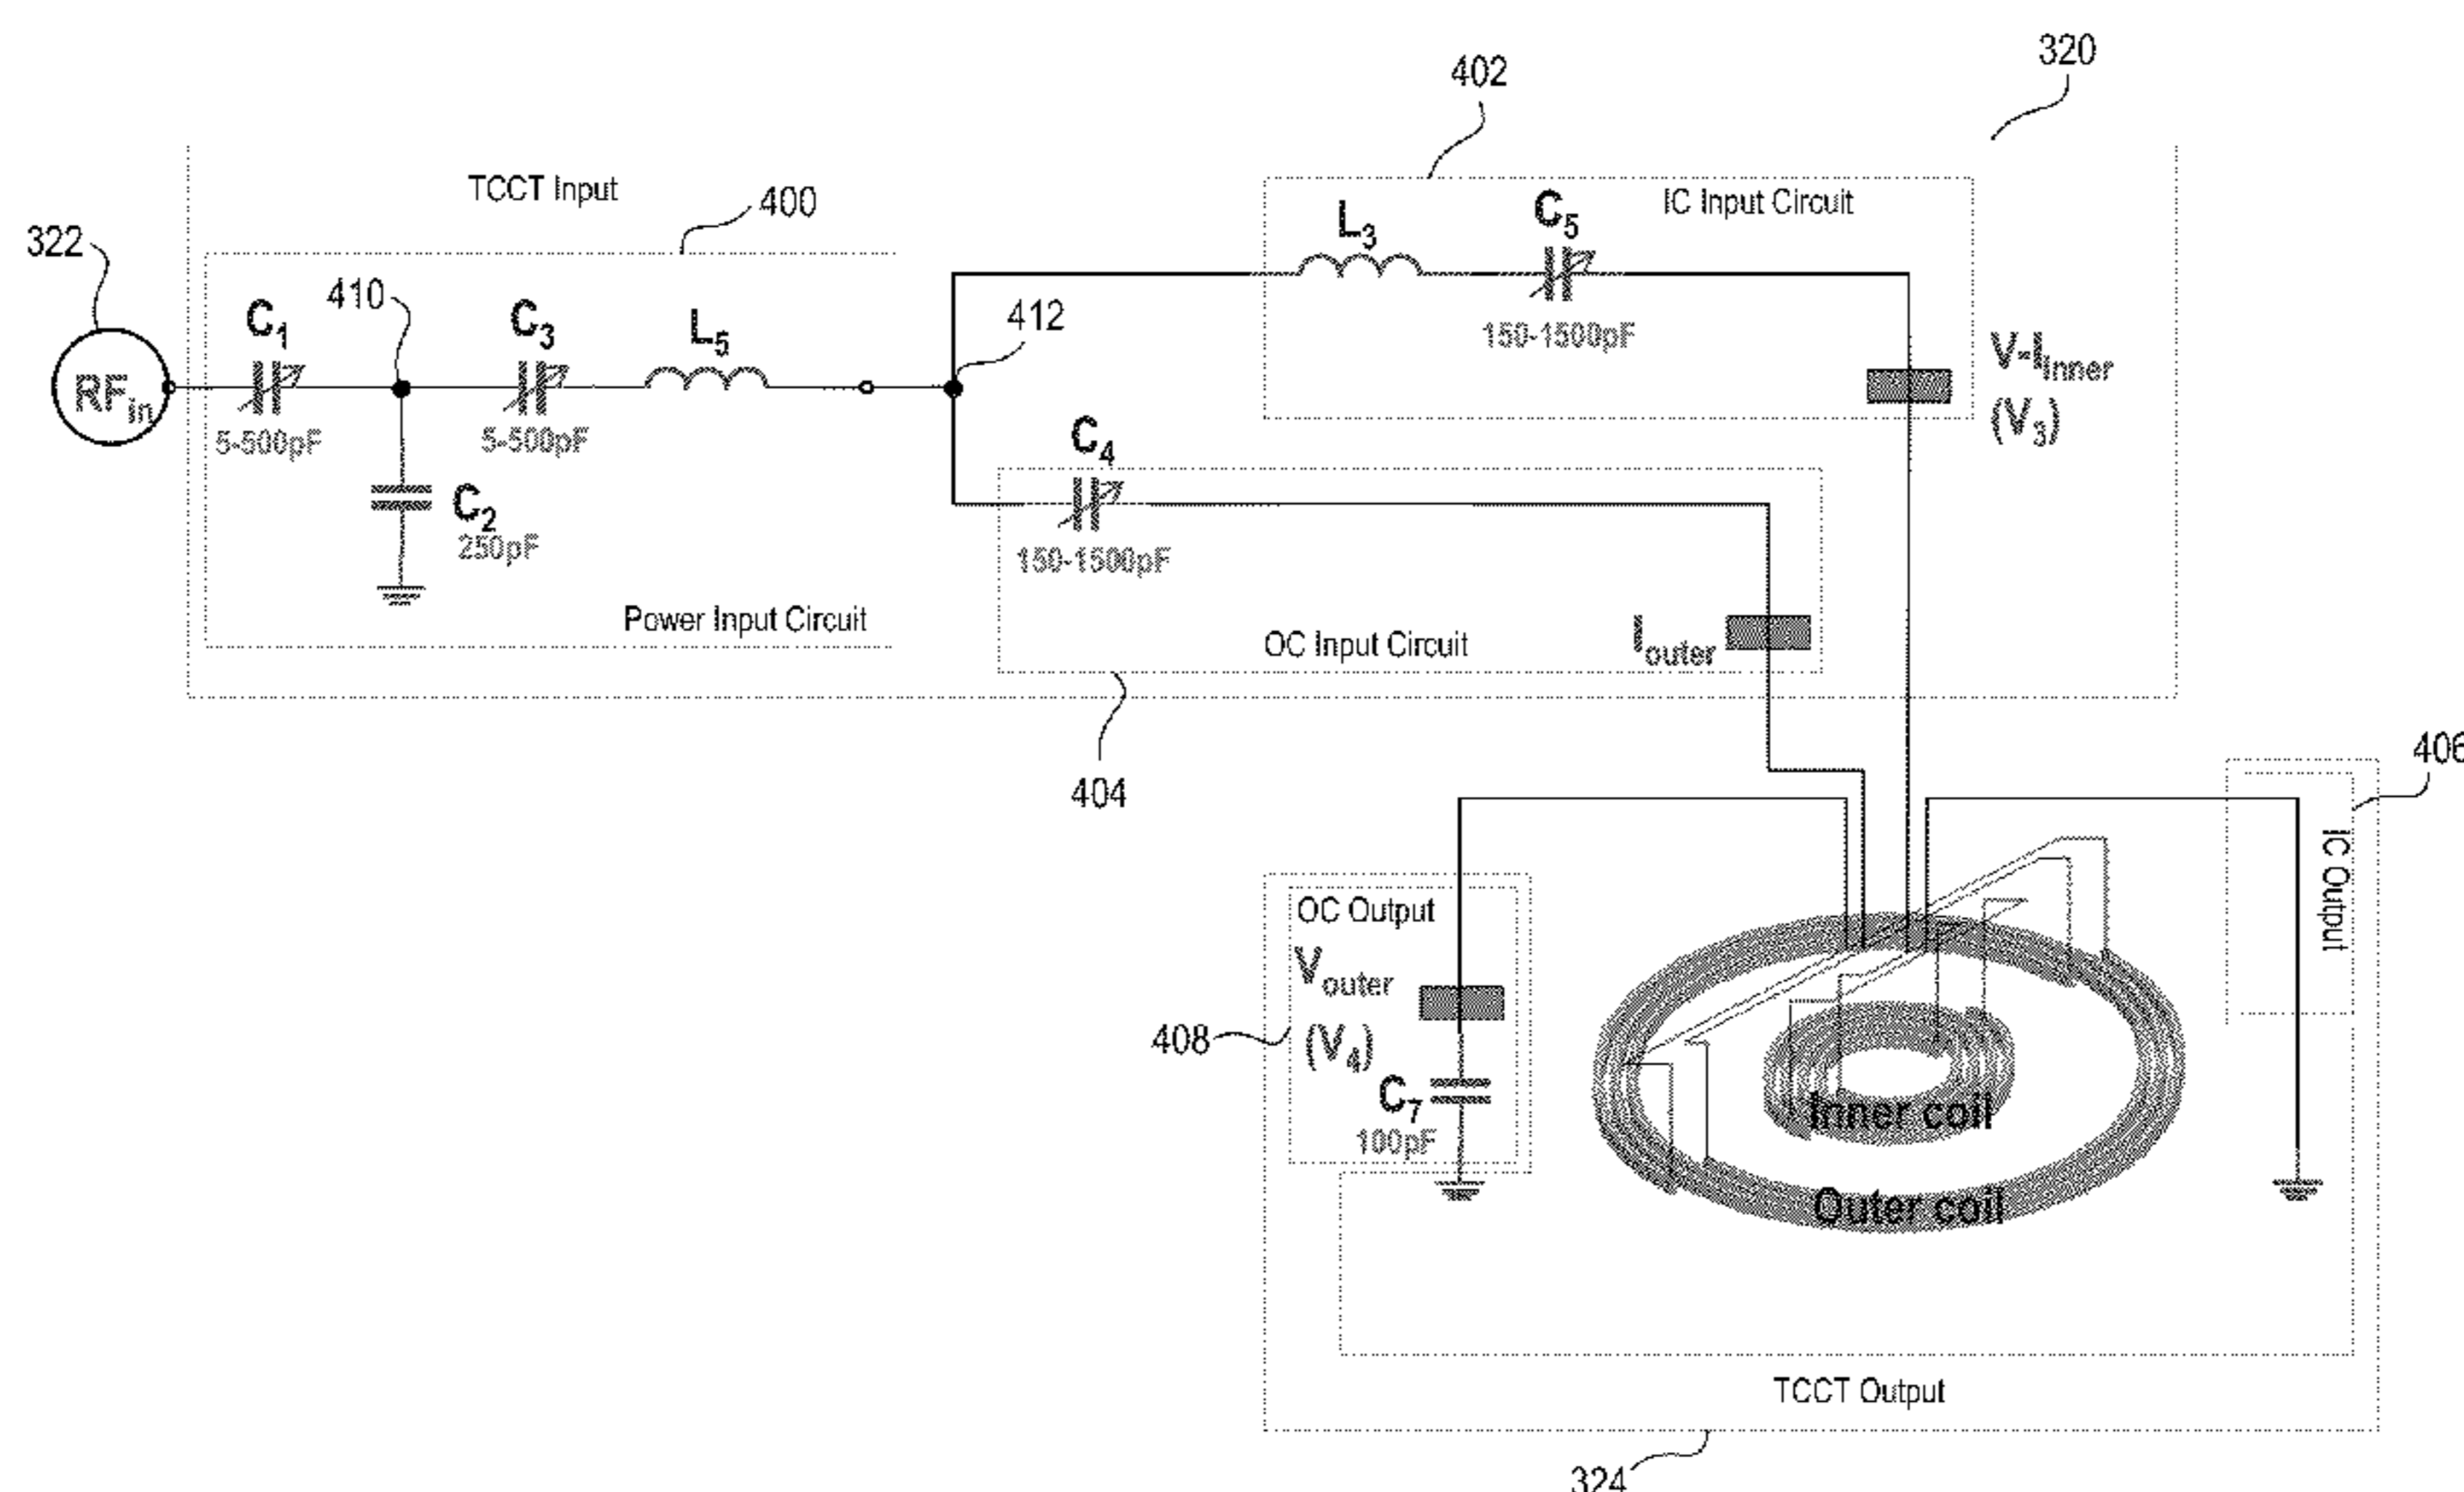 320
402
TCCT Input
400
IC Input Circuit
L3
C5
150-1500pF
322
410
412
C1
C3
L5
RFin
5-500pF
5-500pF
V-Iinner
(V3)
C4
C2
250pF
150-1500pF
Power Input Circuit
OC Input Circuit
Iouter
404
406
IC Output
OC Output
Vouter
408
(V4)
C7
100pF
Inner coil
Outer coil
TCCT Output
324